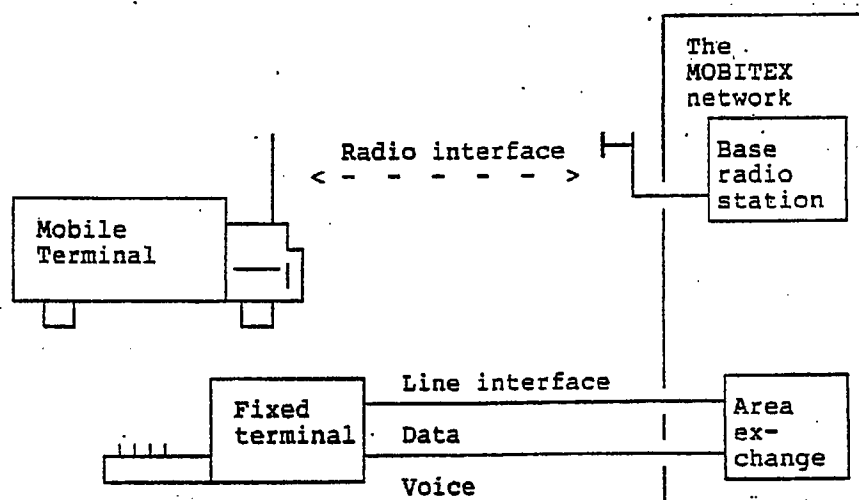 The
MOBITEX
network
Radio interface
< - - - - - >
Base
radio
station
Mobile
Terminal
Line interface
Fixed
terminal
Data
Voice
Area
ex-
change